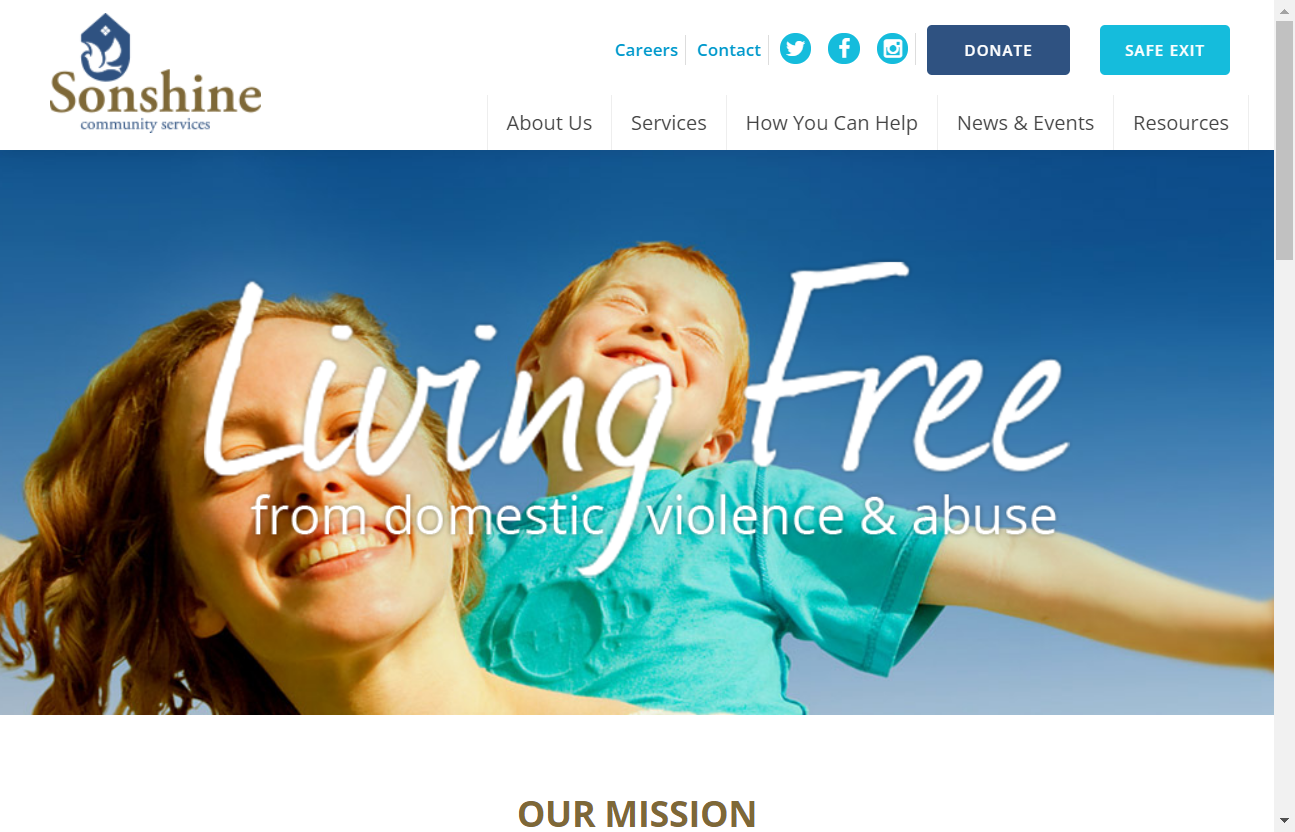 Sonshine
community services
Careers
Contact
DONATE
SAFE EXIT
About Us
Services
How You Can Help
News & Events
Resources
Living Free
from domestic violence & abuse
OUR MISSION